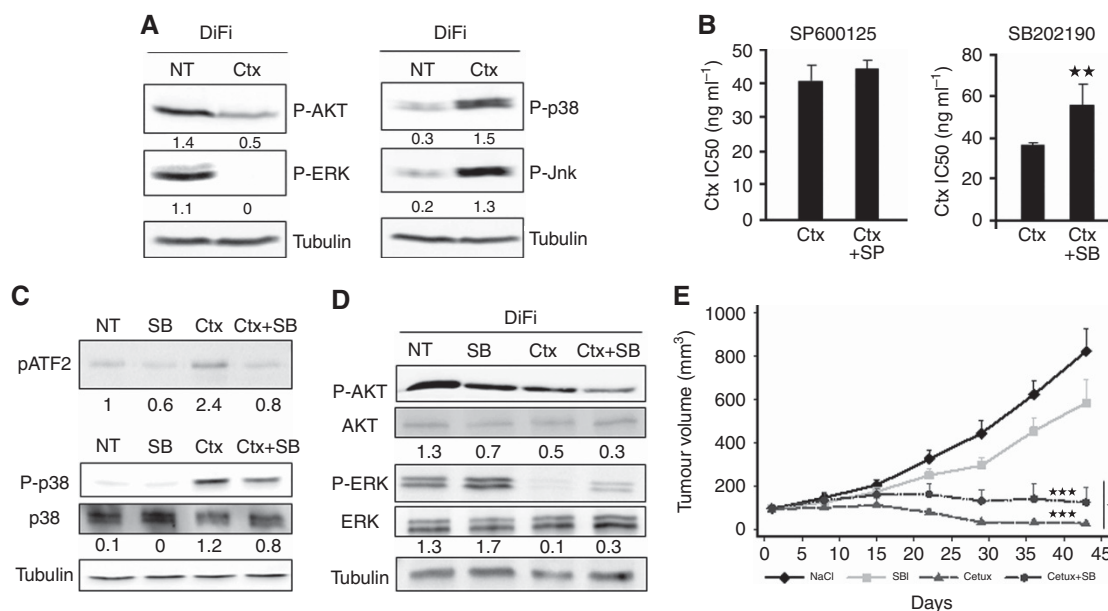 A
DiFi
NT Ctx
P-AKT
1.4 0.5
P-ERK
1.1 0
Tubulin
DiFi
NT Ctx
P-p38
0.3 1.5
P-Jnk
0.2 1.3
Tubulin
B
SP600125
Ctx IC50 (ng ml⁻¹)
50
40
30
20
10
0
Ctx
Ctx
+SP
SB202190
Ctx IC50 (ng ml⁻¹)
80
60
40
20
0
★★
Ctx
Ctx
+SB
C
NT SB Ctx Ctx+SB
pATF2
1 0.6 2.4 0.8
NT SB Ctx Ctx+SB
P-p38
p38
0.1 0 1.2 0.8
Tubulin
D
DiFi
NT SB Ctx Ctx+SB
P-AKT
AKT
1.3 0.7 0.5 0.3
P-ERK
ERK
1.3 1.7 0.1 0.3
Tubulin
E
Tumour volume (mm³)
1000
800
600
400
200
0
★★★
★★★
0 5 10 15 20 25 30 35 40 45
NaCl SBI Cetux Cetux+SB
Days